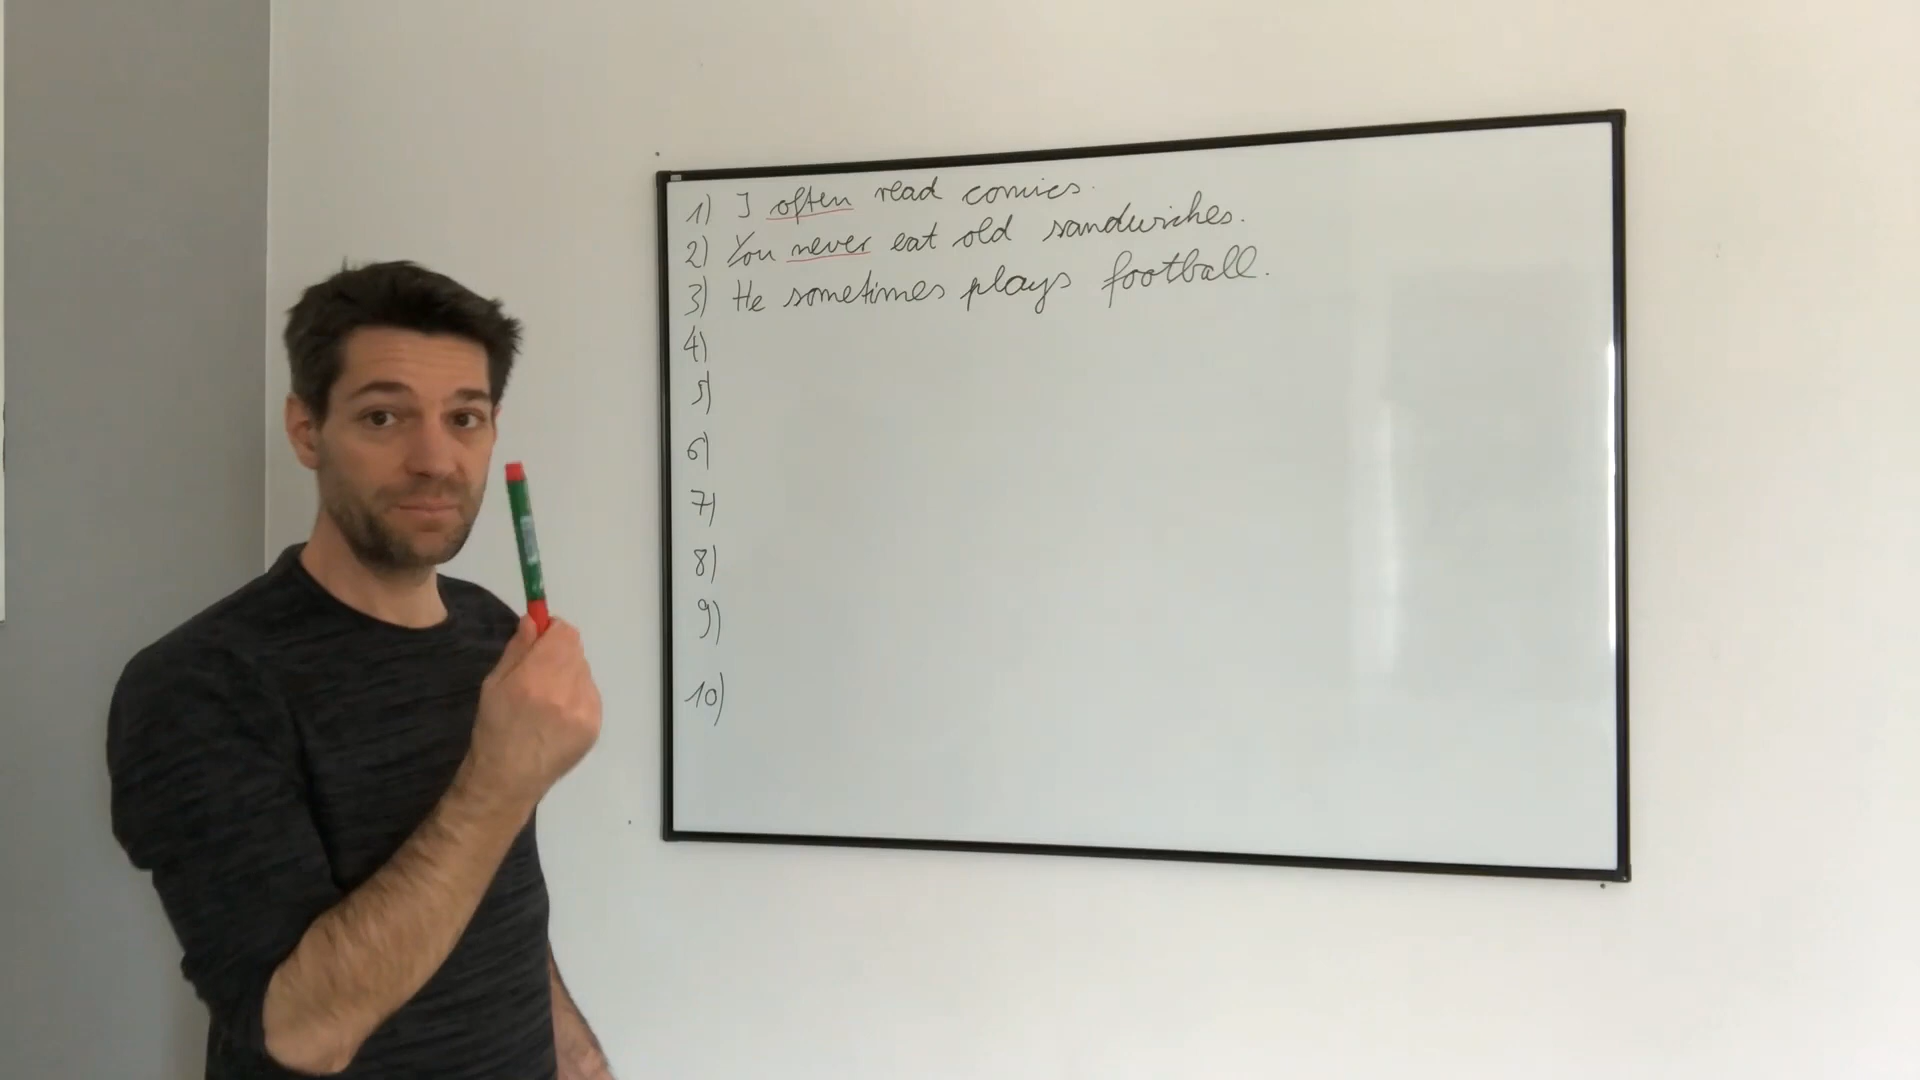 1) I often read comics.
2) You never eat old sandwiches.
3) He sometimes plays football.
4)
5)
6)
7)
8)
9)
10)